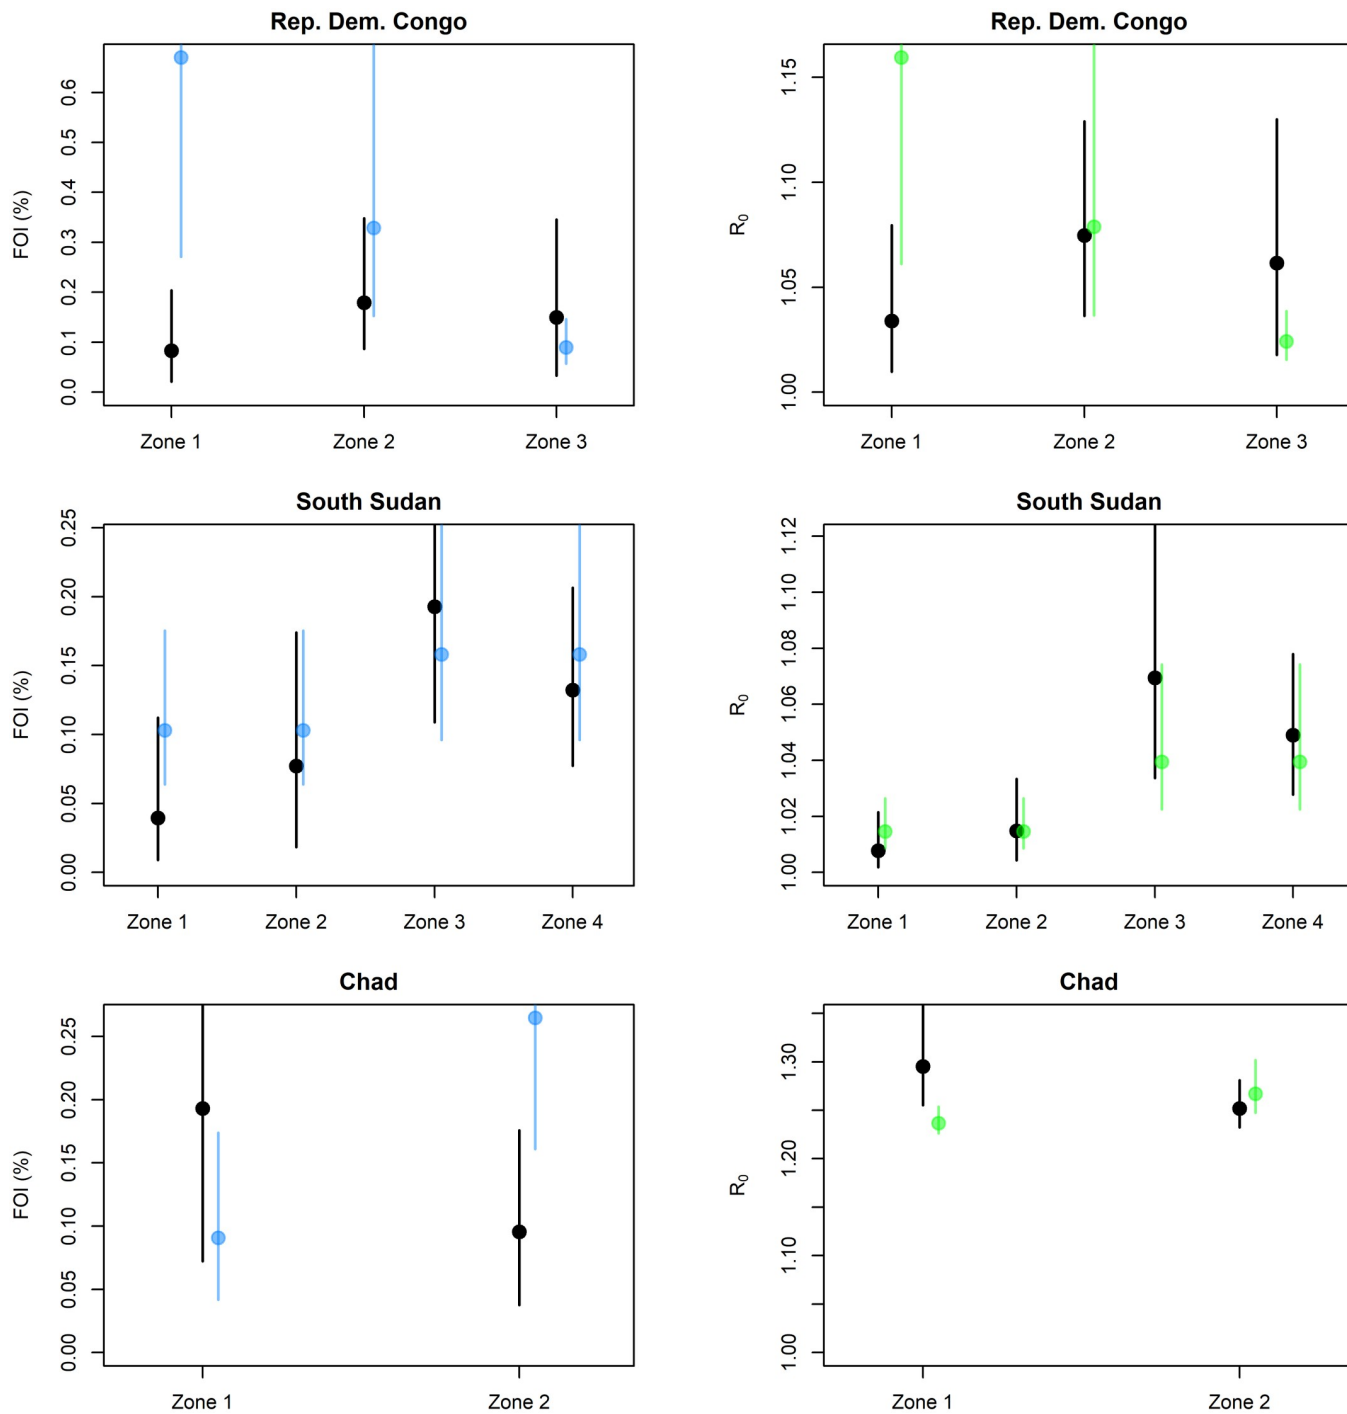 Rep. Dem. Congo
FOI (%)
0.6
0.5
0.4
0.3
0.2
0.1
0.0
Zone 1 Zone 2 Zone 3
Rep. Dem. Congo
R0
1.15
1.10
1.05
1.00
Zone 1 Zone 2 Zone 3
South Sudan
FOI (%)
0.25
0.20
0.15
0.10
0.05
0.00
Zone 1 Zone 2 Zone 3 Zone 4
South Sudan
R0
1.12
1.10
1.08
1.06
1.04
1.02
1.00
Zone 1 Zone 2 Zone 3 Zone 4
Chad
FOI (%)
0.25
0.20
0.15
0.10
0.05
0.00
Zone 1 Zone 2
Chad
R0
1.30
1.20
1.10
1.00
Zone 1 Zone 2